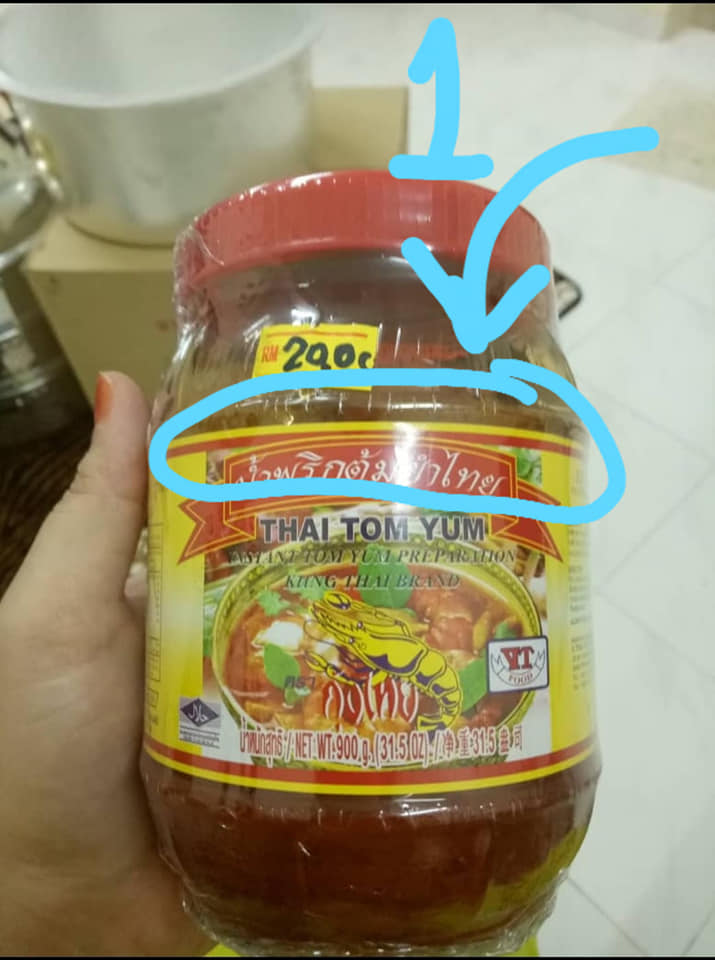 1
RM 20.00
น้ำพริกต้มยำไทย
THAI TOM YUM
INSTANT TOM YUM PREPARATION
KUNG THAI BRAND
VT
FOOD
ตรา
กุ้งไทย
น้ำหนักสุทธิ / NET WT. 900 g. (31.5 OZ). / 净重31.5 盎司